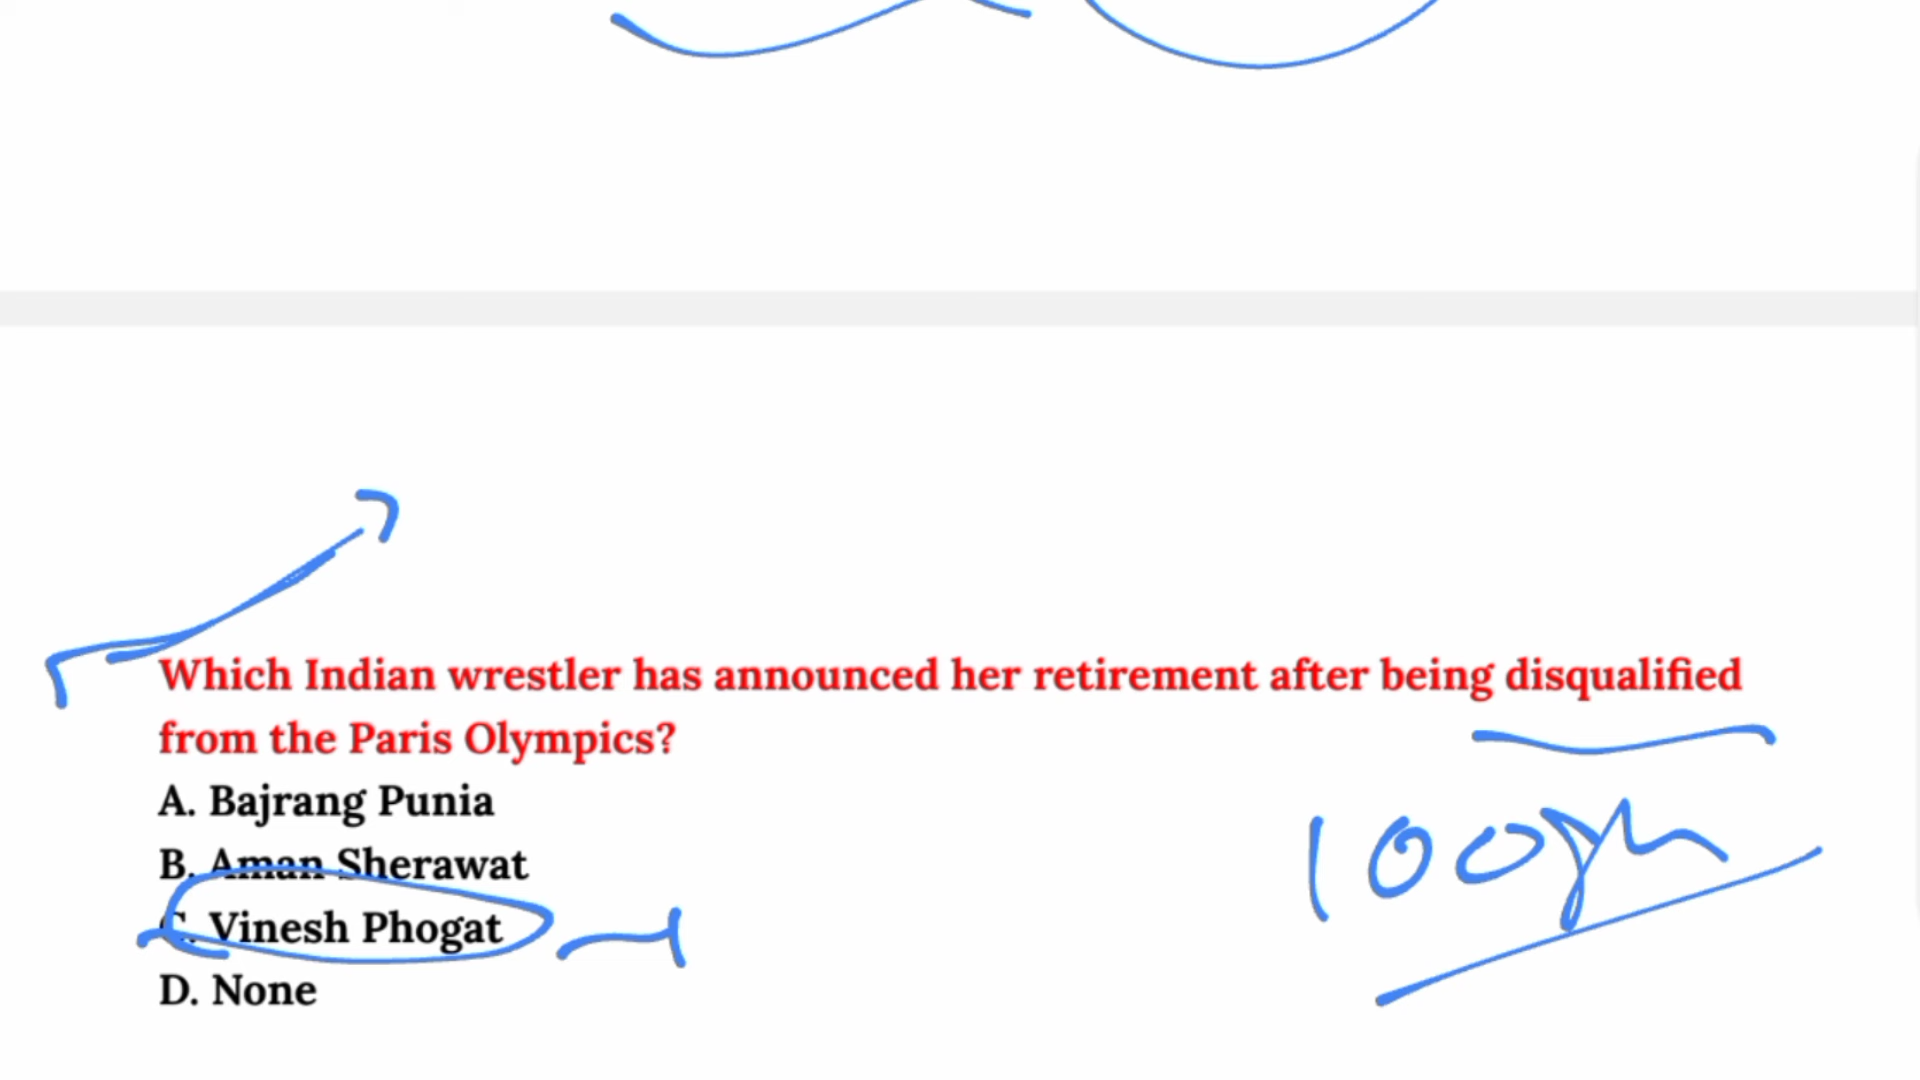 Which Indian wrestler has announced her retirement after being disqualified
from the Paris Olympics?
A. Bajrang Punia
B. Aman Sherawat
C. Vinesh Phogat
D. None
100gm